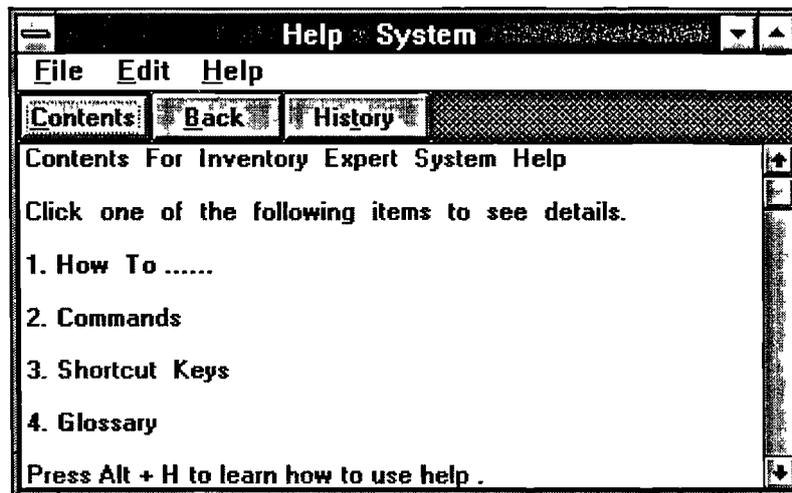 Help System
File Edit Help
Contents Back History
Contents For Inventory Expert System Help
Click one of the following items to see details.
1. How To ......
2. Commands
3. Shortcut Keys
4. Glossary
Press Alt + H to learn how to use help .